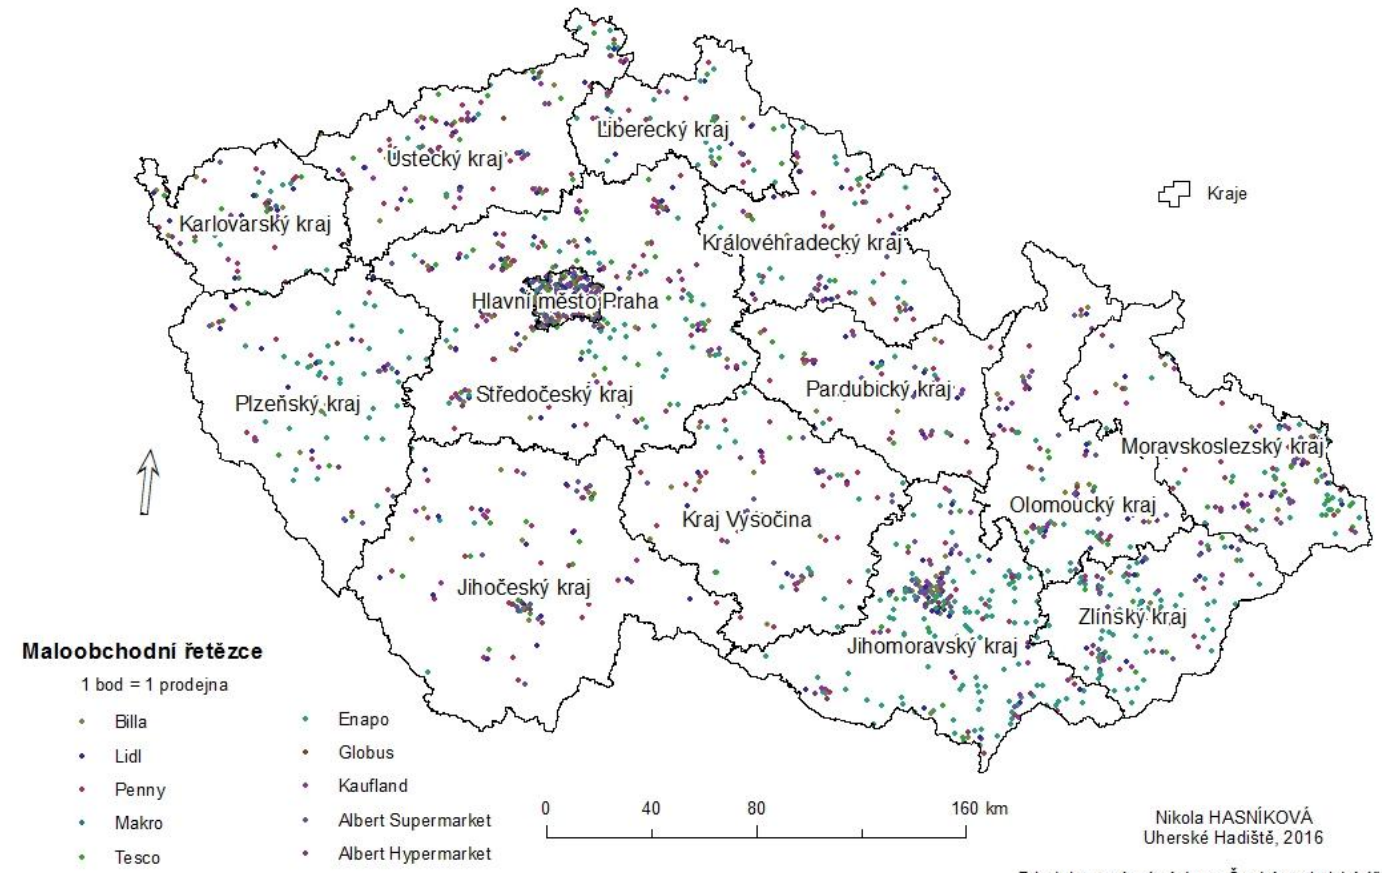 Liberecký kraj
Ústecký kraj
Kraje
Karlovarský kraj
Královéhradecký kraj
Hlavní město Praha
Pardubický kraj
Středočeský kraj
Plzeňský kraj
Moravskoslezský kraj
Olomoucký kraj
Kraj Vysočina
Jihočeský kraj
Zlínský kraj
Jihomoravský kraj
Maloobchodní řetězce
1 bod = 1 prodejna
Billa
Lidl
Penny
Makro
Tesco
Enapo
Globus
Kaufland
Albert Supermarket
Albert Hypermarket
0 40 80 160 km
Nikola HASNÍKOVÁ
Uherské Hadiště, 2016